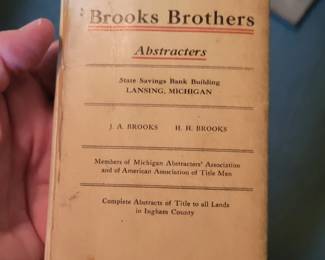 Brooks Brothers
Abstracters
State Savings Bank Building
LANSING, MICHIGAN
J. A. BROOKS H. H. BROOKS
Members of Michigan Abstracters' Association
and of American Association of Title Men
Complete Abstracts of Title to all Lands
in Ingham County